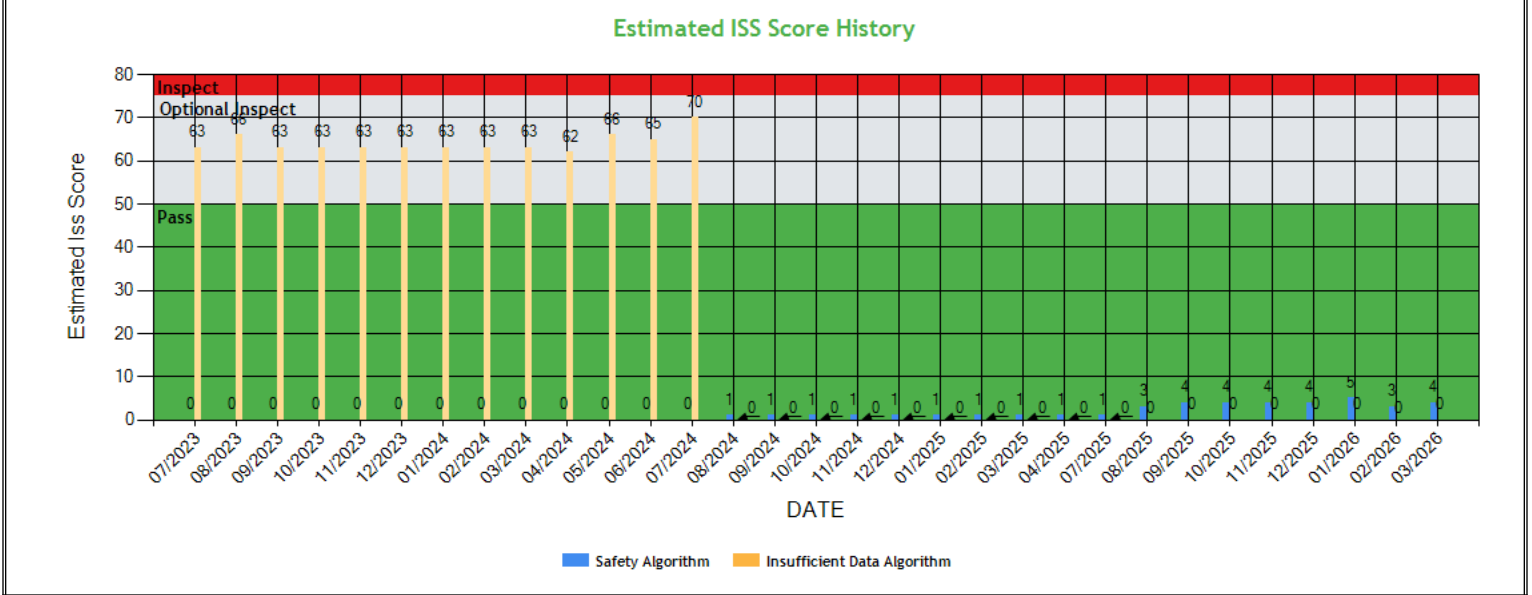 Estimated ISS Score History
80
Inspect
Optional Inspect
70
63 66 63 63 63 63 63 63 63 62 66 65 70
60
50
Pass
40
30
20
10
0
0 0 0 0 0 0 0 0 0 0 0 0 0 1 0 1 0 1 0 1 0 1 0 1 0 1 0 1 0 1 0 1 0 3 0 4 0 4 0 4 0 4 0 5 0 3 0 4 0
Estimated Iss Score
07/2023 08/2023 09/2023 10/2023 11/2023 12/2023 01/2024 02/2024 03/2024 04/2024 05/2024 06/2024 07/2024 08/2024 09/2024 10/2024 11/2024 12/2024 01/2025 02/2025 03/2025 04/2025 07/2025 08/2025 09/2025 10/2025 11/2025 12/2025 01/2026 02/2026 03/2026
DATE
Safety Algorithm Insufficient Data Algorithm